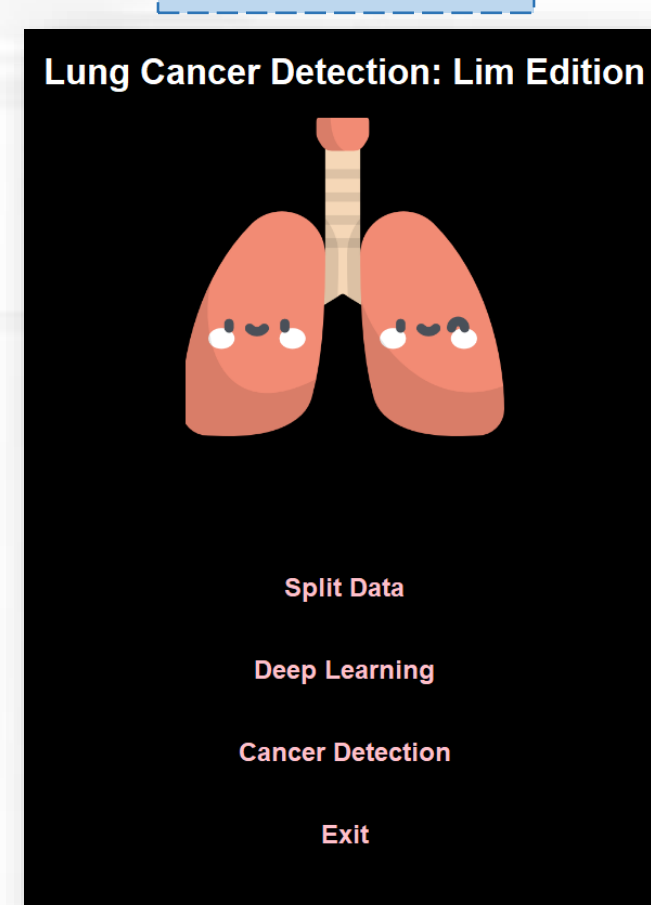 Lung Cancer Detection: Lim Edition
Split Data
Deep Learning
Cancer Detection
Exit